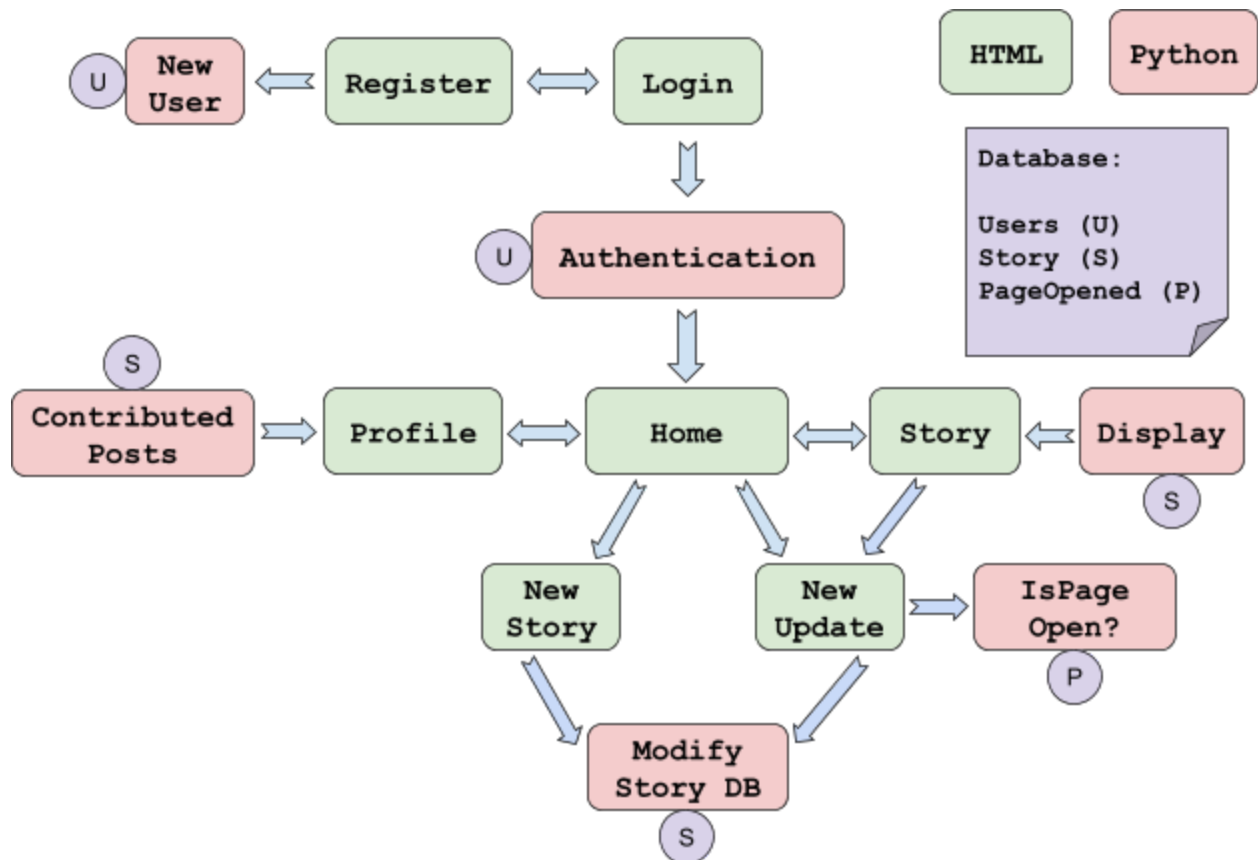 New
User
U
Register
Login
HTML
Python
Database:
Users (U)
Story (S)
PageOpened (P)
U
Authentication
S
Contributed
Posts
Profile
Home
Story
Display
S
New
Story
New
Update
IsPage
Open?
P
Modify
Story DB
S